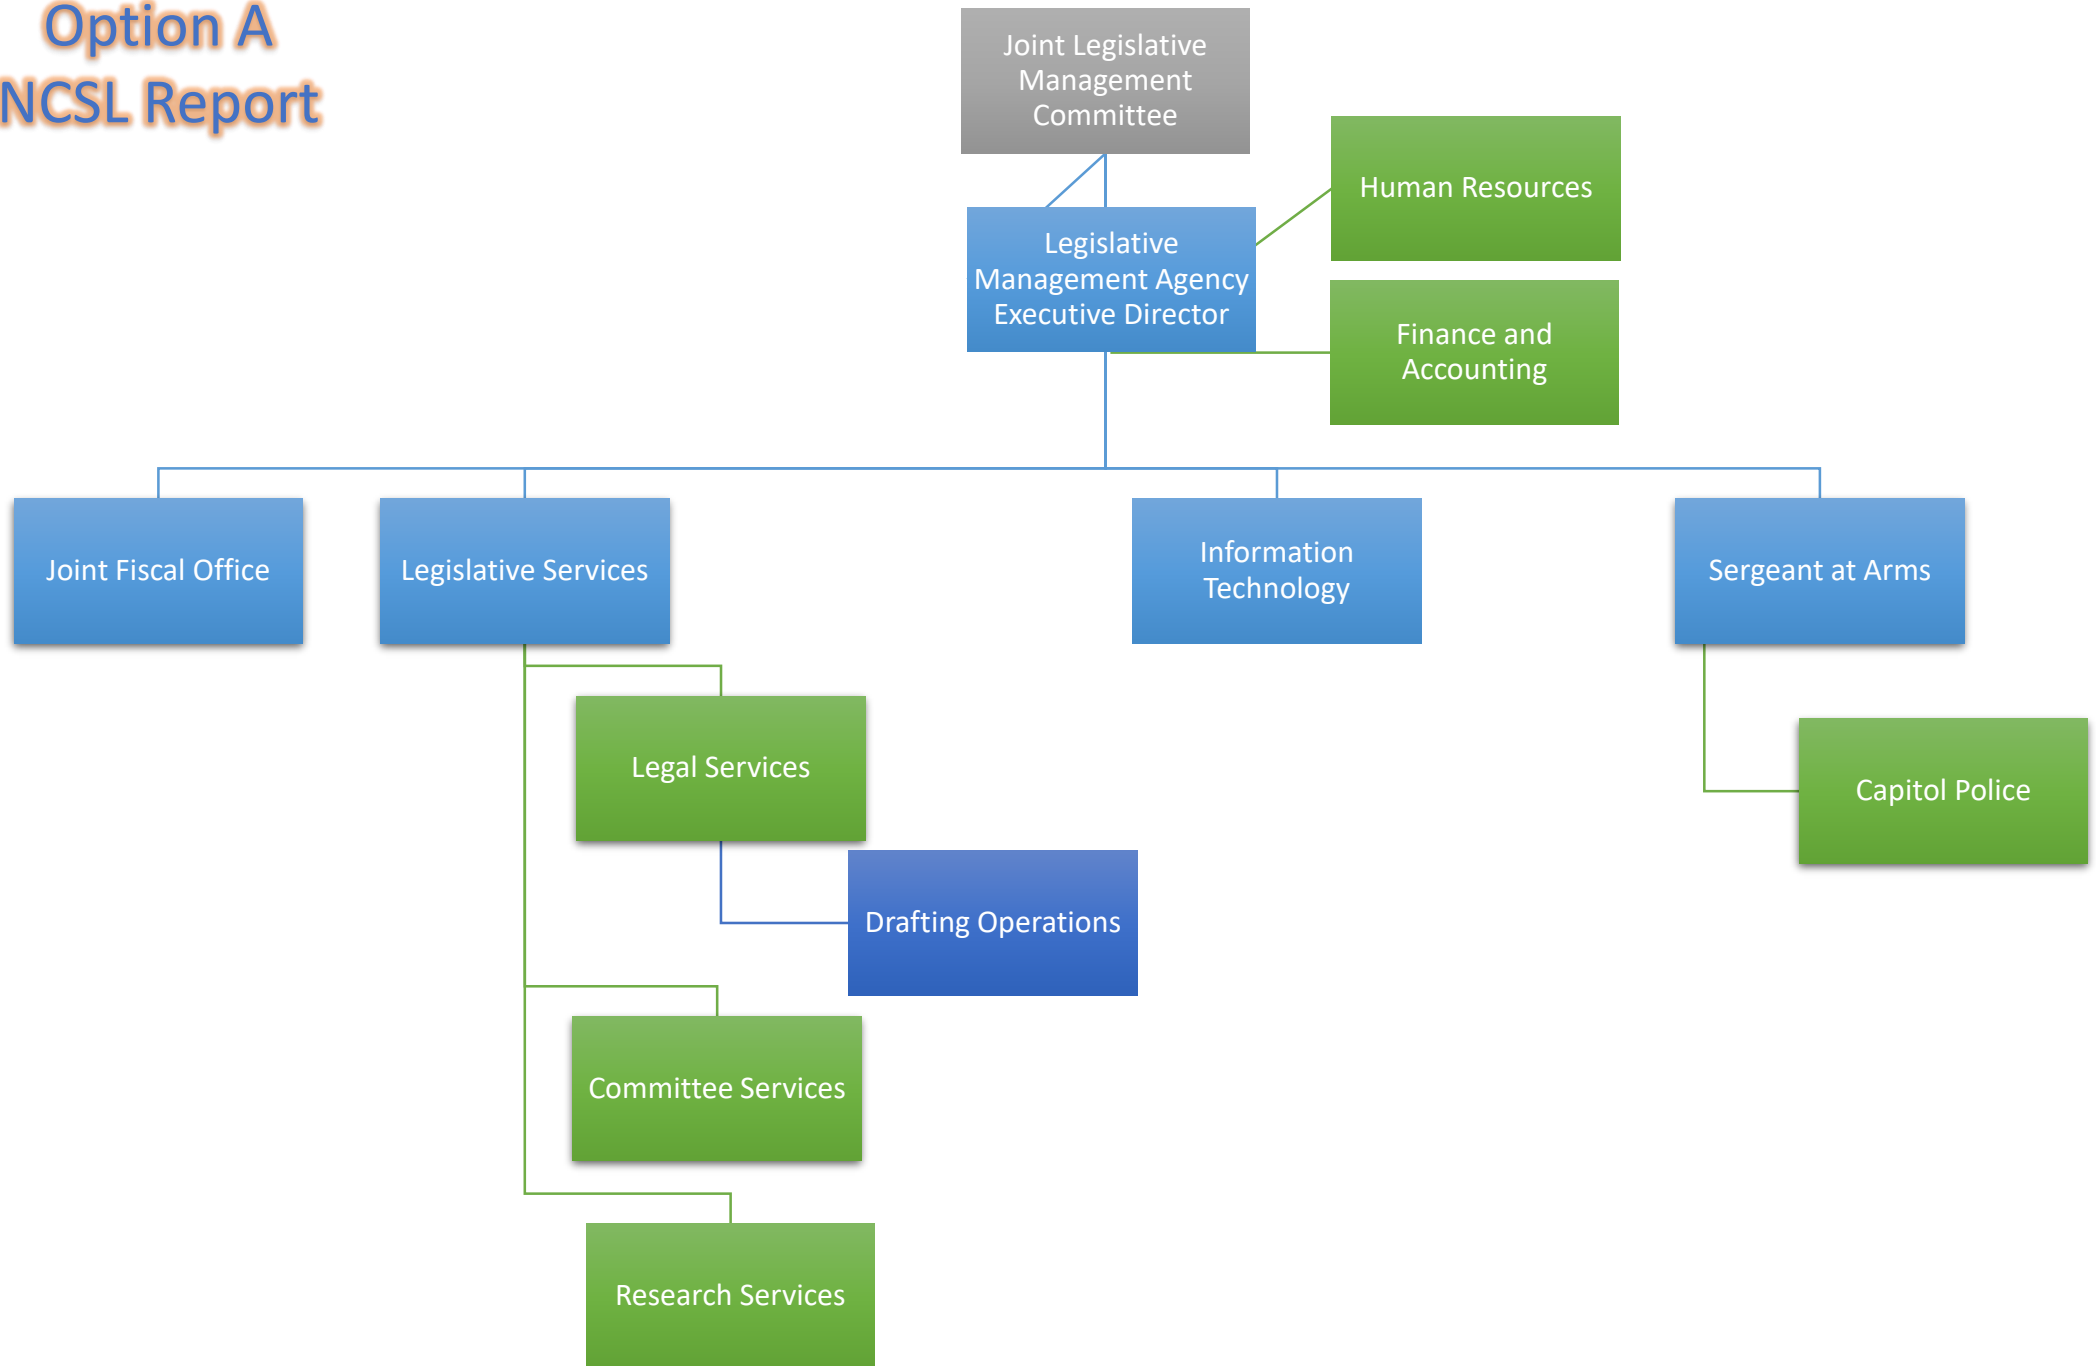 Option A
NCSL Report
Joint Legislative
Management
Committee
Human Resources
Legislative
Management Agency
Executive Director
Finance and
Accounting
Joint Fiscal Office
Legislative Services
Information
Technology
Sergeant at Arms
Legal Services
Capitol Police
Drafting Operations
Committee Services
Research Services